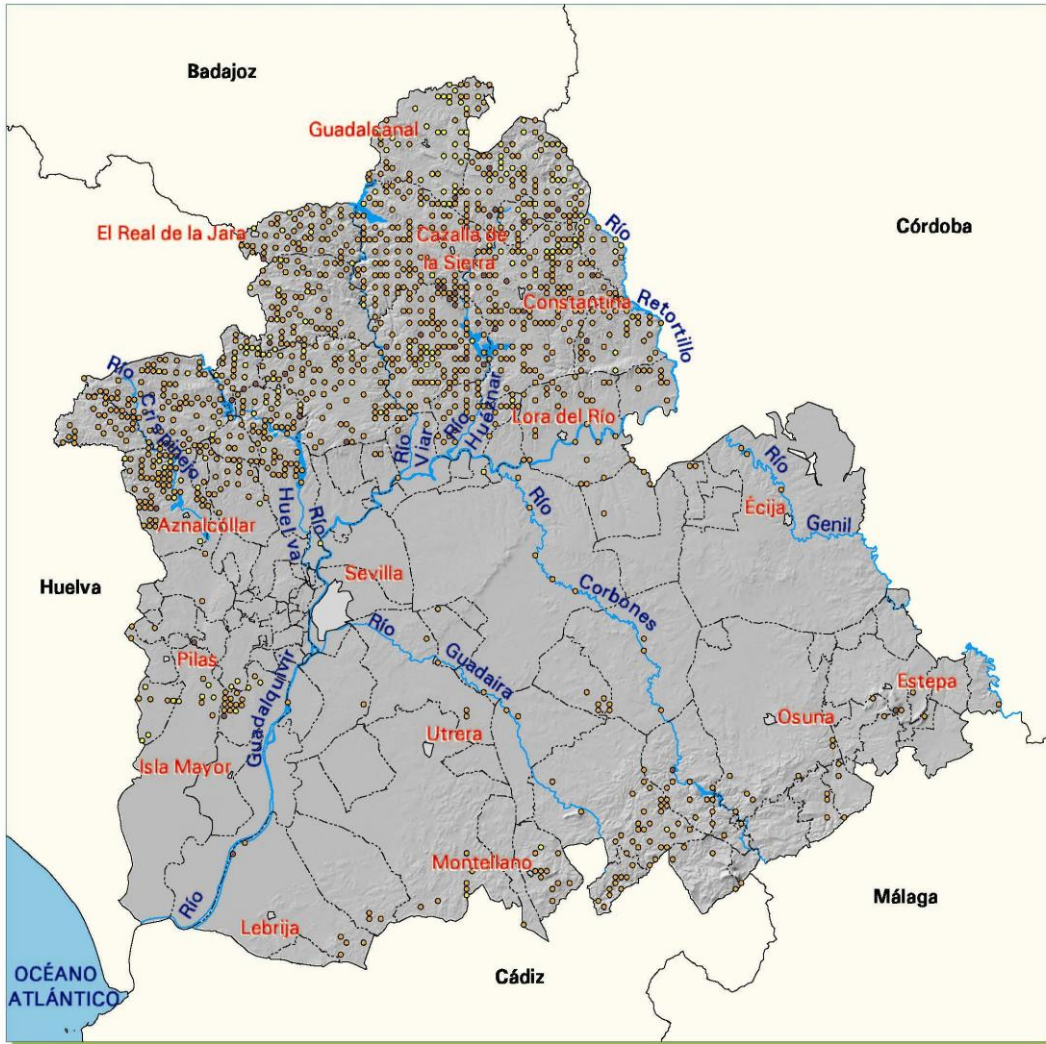 Badajoz
Guadalcanal
El Real de la Jara
Cazalla de
la Sierra
Río
Retortillo
Córdoba
Constantina
Río
Crispinejo
Río
Viar
Río
Huéznar
Lora del Río
Huelva
Río
Río
Río
Écija
Genil
Aznalcóllar
Huelva
Sevilla
Corbones
Río
Guadaira
Pilas
Guadalquivir
Estepa
Osuna
Utrera
Isla Mayor
Montellano
Málaga
Río
Lebrija
Cádiz
OCÉANO
ATLÁNTICO